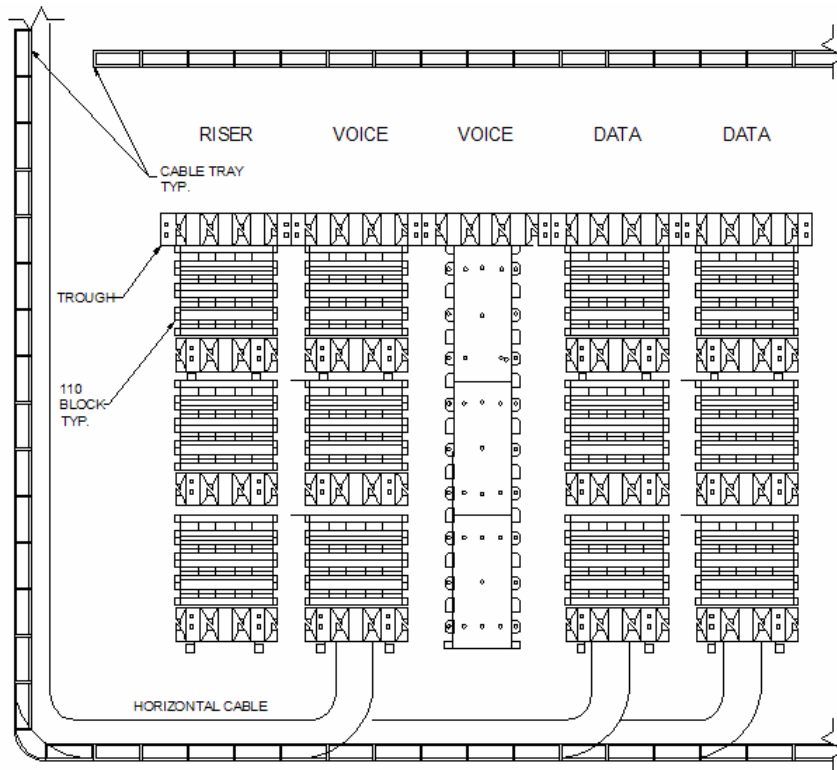 RISER
VOICE
VOICE
DATA
DATA
CABLE TRAY
TYP.
TROUGH
110
BLOCK
TYP.
HORIZONTAL CABLE